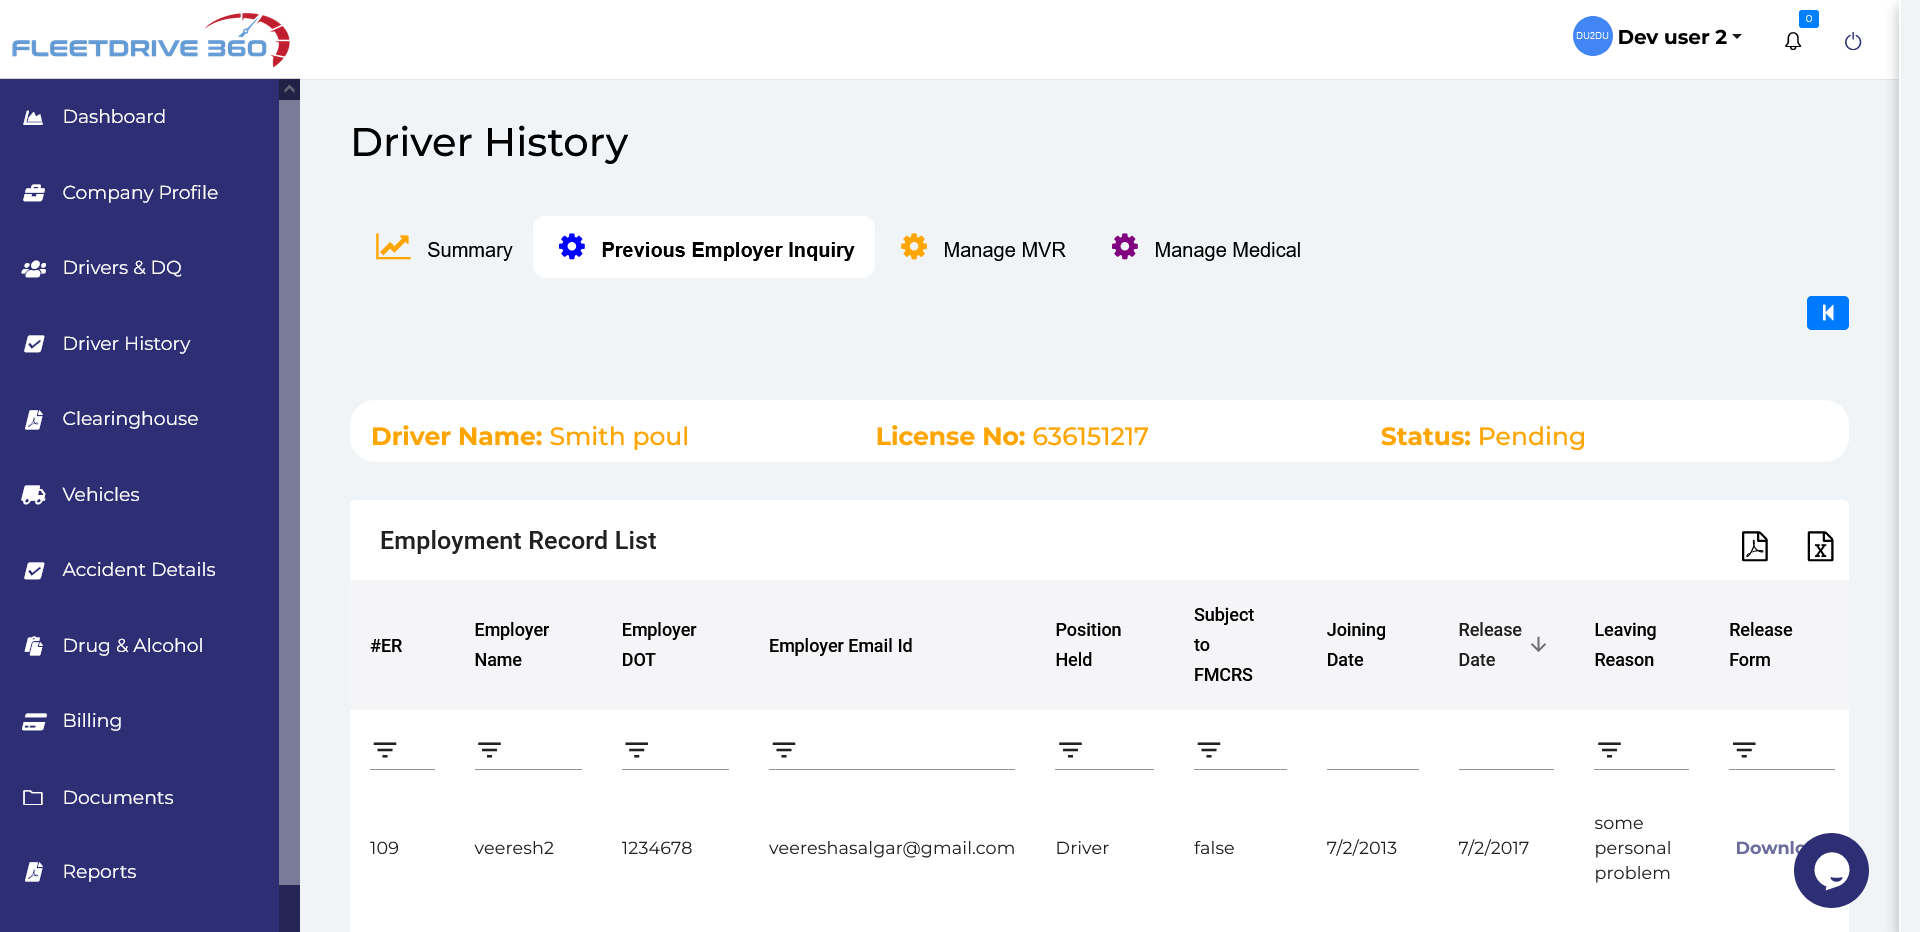 FLEETDRIVE 360
DU2DU Dev user 2
0
Dashboard
Company Profile
Drivers & DQ
Driver History
Clearinghouse
Vehicles
Accident Details
Drug & Alcohol
Billing
Documents
Reports
Driver History
Summary Previous Employer Inquiry Manage MVR Manage Medical
Driver Name: Smith poul License No: 636151217 Status: Pending
Employment Record List
#ER
Employer
Name
Employer
DOT
Employer Email Id
Position
Held
Subject
to
FMCRS
Joining
Date
Release
Date
Leaving
Reason
Release
Form
109
veeresh2
1234678
veereshasalgar@gmail.com
Driver
false
7/2/2013
7/2/2017
some
personal
problem